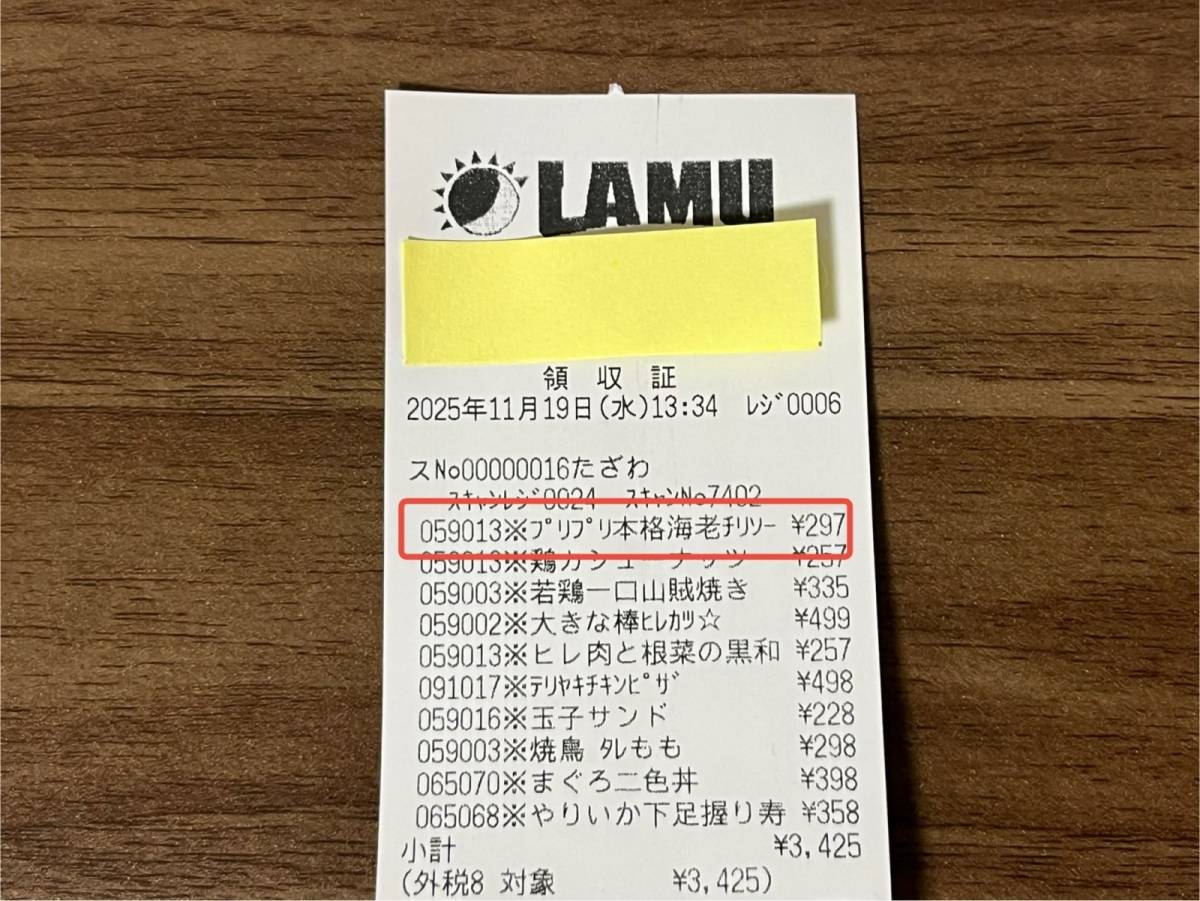 LAMU
領 収 証
2025年11月19日(水)13:34 ﾚｼﾞ0006
スNo00000016たざわ
ｽｷｬﾝﾚｼﾞ0024 ｽｷｬﾝNo7402
059013※ﾌﾟﾘﾌﾟﾘ本格海老ﾁﾘｿｰ ¥297
059013※鶏カシューナッツ ¥257
059003※若鶏一口山賊焼き ¥335
059002※大きな棒ﾋﾚｶﾂ☆ ¥499
059013※ヒレ肉と根菜の黒和 ¥257
091017※ﾃﾘﾔｷﾁｷﾝﾋﾟｻﾞ ¥498
059016※玉子サンド ¥228
059003※焼鳥 ﾀﾚもも ¥298
065070※まぐろ二色丼 ¥398
065068※やりいか下足握り寿 ¥358
小計 ¥3,425
(外税8 対象 ¥3,425)